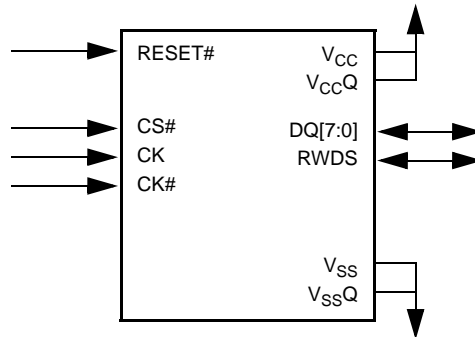 RESET#
CS#
CK
CK#
VCC
VCCQ
DQ[7:0]
RWDS
VSS
VSSQ